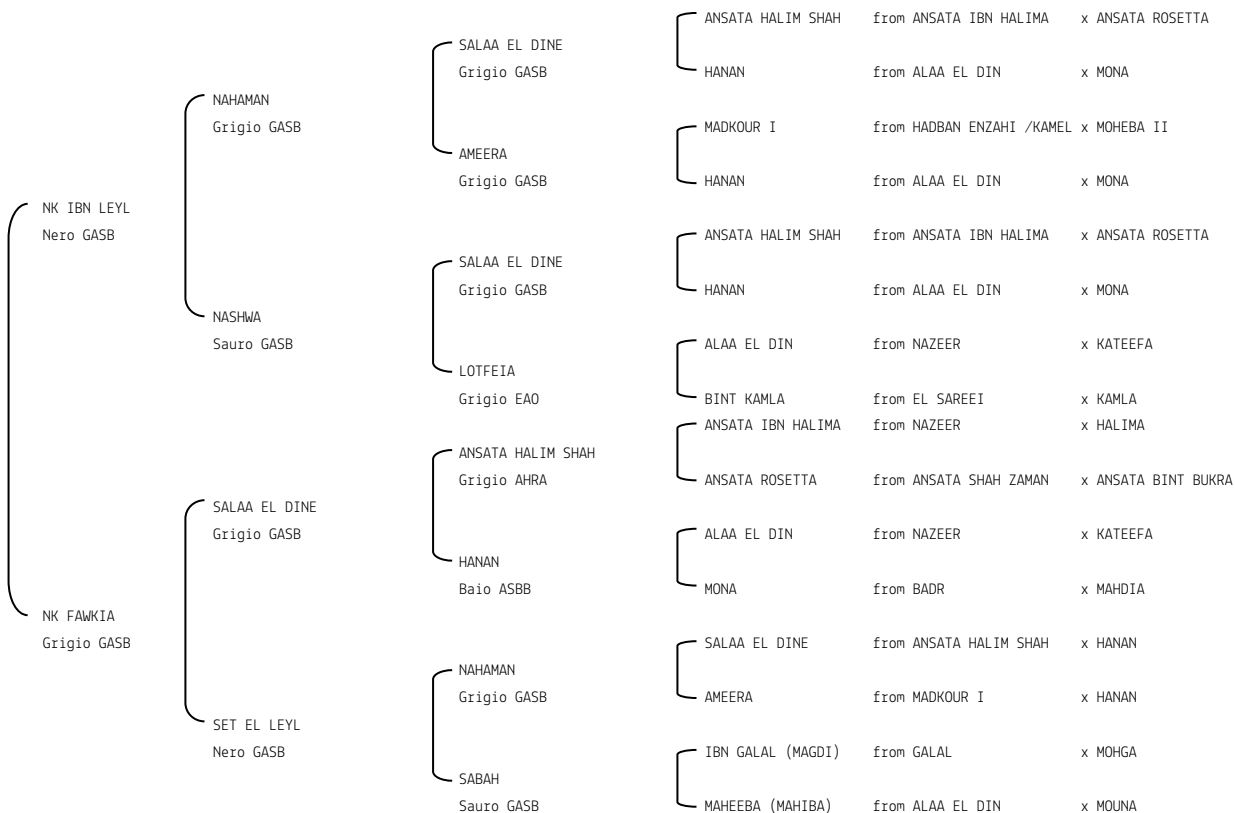 ANSATA HALIM SHAH from ANSATA IBN HALIMA x ANSATA ROSETTA
SALAA EL DINE
Grigio GASB HANAN from ALAA EL DIN x MONA
NAHAMAN
Grigio GASB MADKOUR I from HADBAN ENZAHI /KAMEL x MOHEBA II
AMEERA
Grigio GASB HANAN from ALAA EL DIN x MONA
NK IBN LEYL
Nero GASB ANSATA HALIM SHAH from ANSATA IBN HALIMA x ANSATA ROSETTA
SALAA EL DINE
Grigio GASB HANAN from ALAA EL DIN x MONA
NASHWA
Sauro GASB ALAA EL DIN from NAZEER x KATEEFA
LOTFEIA
Grigio EAO BINT KAMLA from EL SAREEI x KAMLA
ANSATA IBN HALIMA from NAZEER x HALIMA
ANSATA HALIM SHAH
Grigio AHRA ANSATA ROSETTA from ANSATA SHAH ZAMAN x ANSATA BINT BUKRA
SALAA EL DINE
Grigio GASB ALAA EL DIN from NAZEER x KATEEFA
HANAN
Baio ASBB MONA from BADR x MAHDIA
NK FAWKIA
Grigio GASB SALAA EL DINE from ANSATA HALIM SHAH x HANAN
NAHAMAN
Grigio GASB AMEERA from MADKOUR I x HANAN
SET EL LEYL
Nero GASB IBN GALAL (MAGDI) from GALAL x MOHGA
SABAH
Sauro GASB MAHEEBA (MAHIBA) from ALAA EL DIN x MOUNA